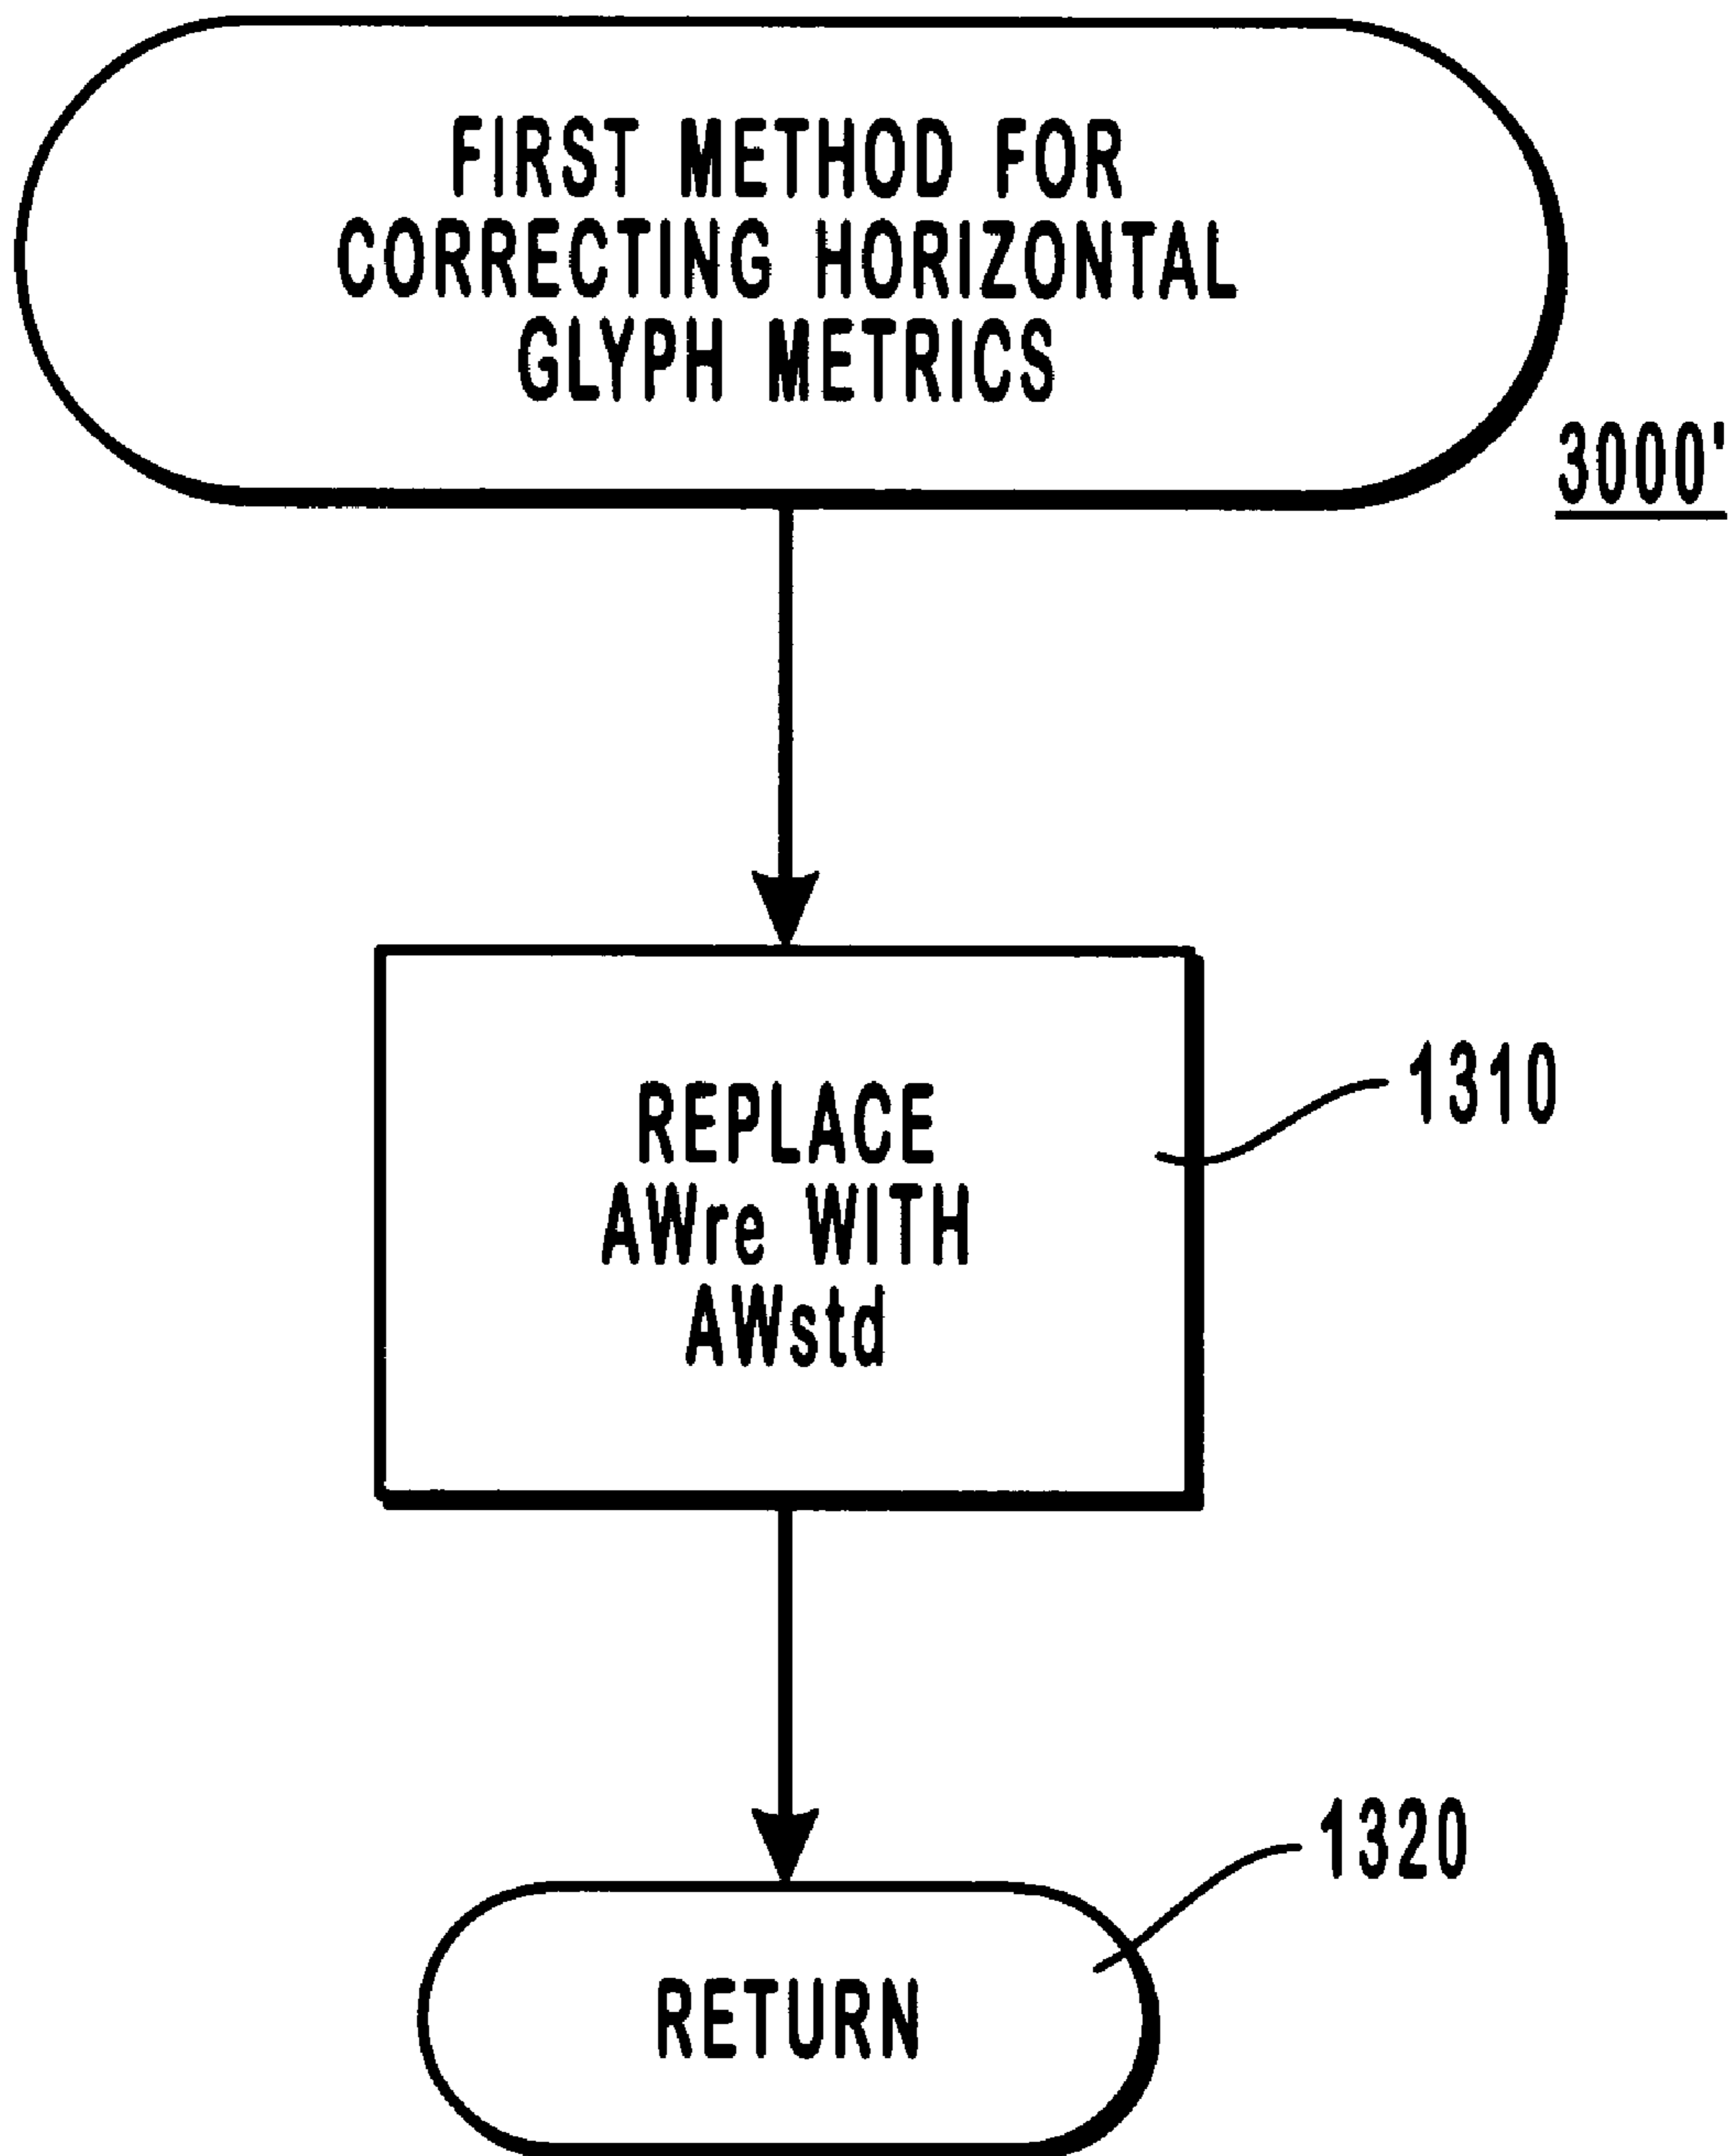 FIRST METHOD FOR
CORRECTING HORIZONTAL
GLYPH METRICS
3000'
REPLACE
AWre WITH
AWstd
1310
1320
RETURN